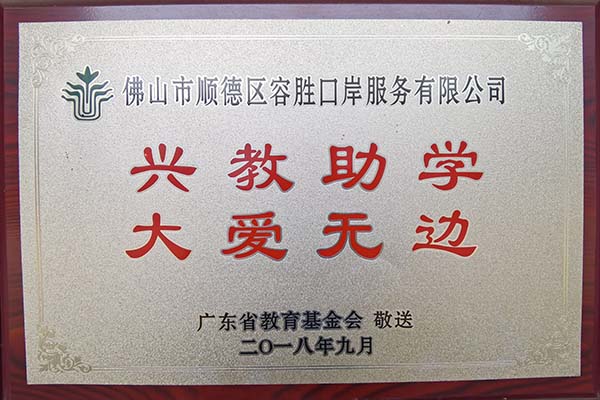 佛山市顺德区容胜口岸服务有限公司
兴教助学
大爱无边
广东省教育基金会 敬送
二〇一八年九月